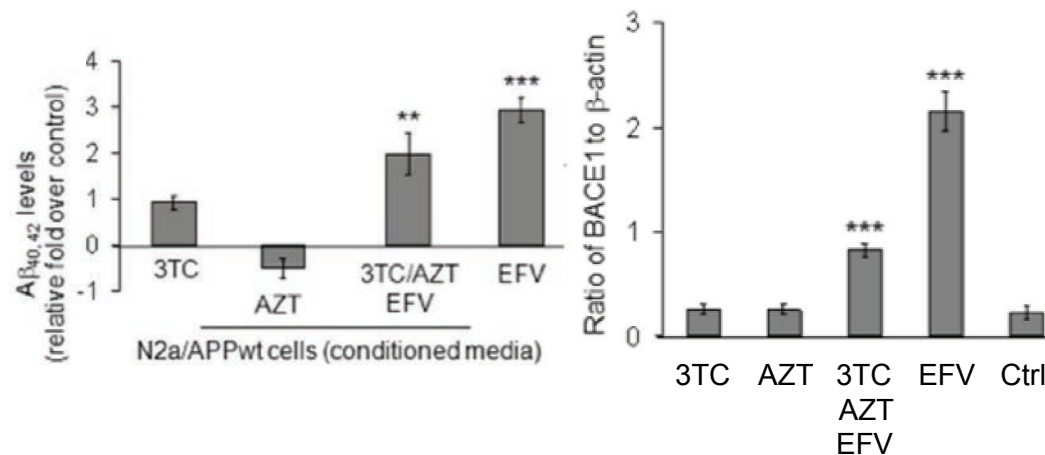 Aβ40, 42 levels
(relative fold over control)
4
3
2
1
0
-1
***
**
3TC
AZT
3TC/AZT
EFV
EFV
N2a/APPwt cells (conditioned media)
Ratio of BACE1 to β-actin
3
2
1
0
***
***
3TC
AZT
3TC
AZT
EFV
EFV
Ctrl